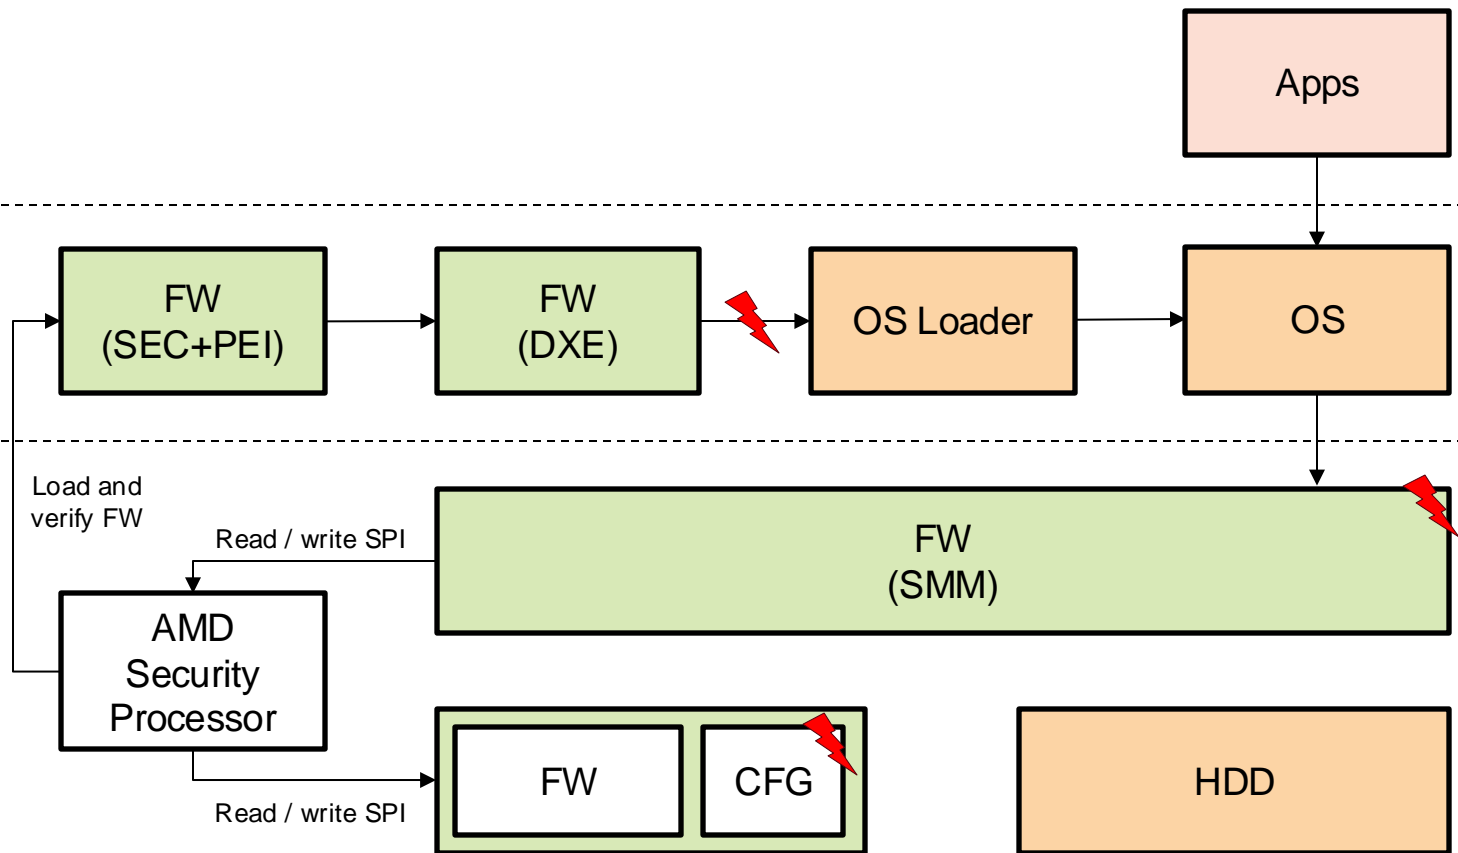 Apps
FW
(SEC+PEI)
FW
(DXE)
OS Loader
OS
Load and
verify FW
Read / write SPI
FW
(SMM)
AMD
Security
Processor
Read / write SPI
FW
CFG
HDD